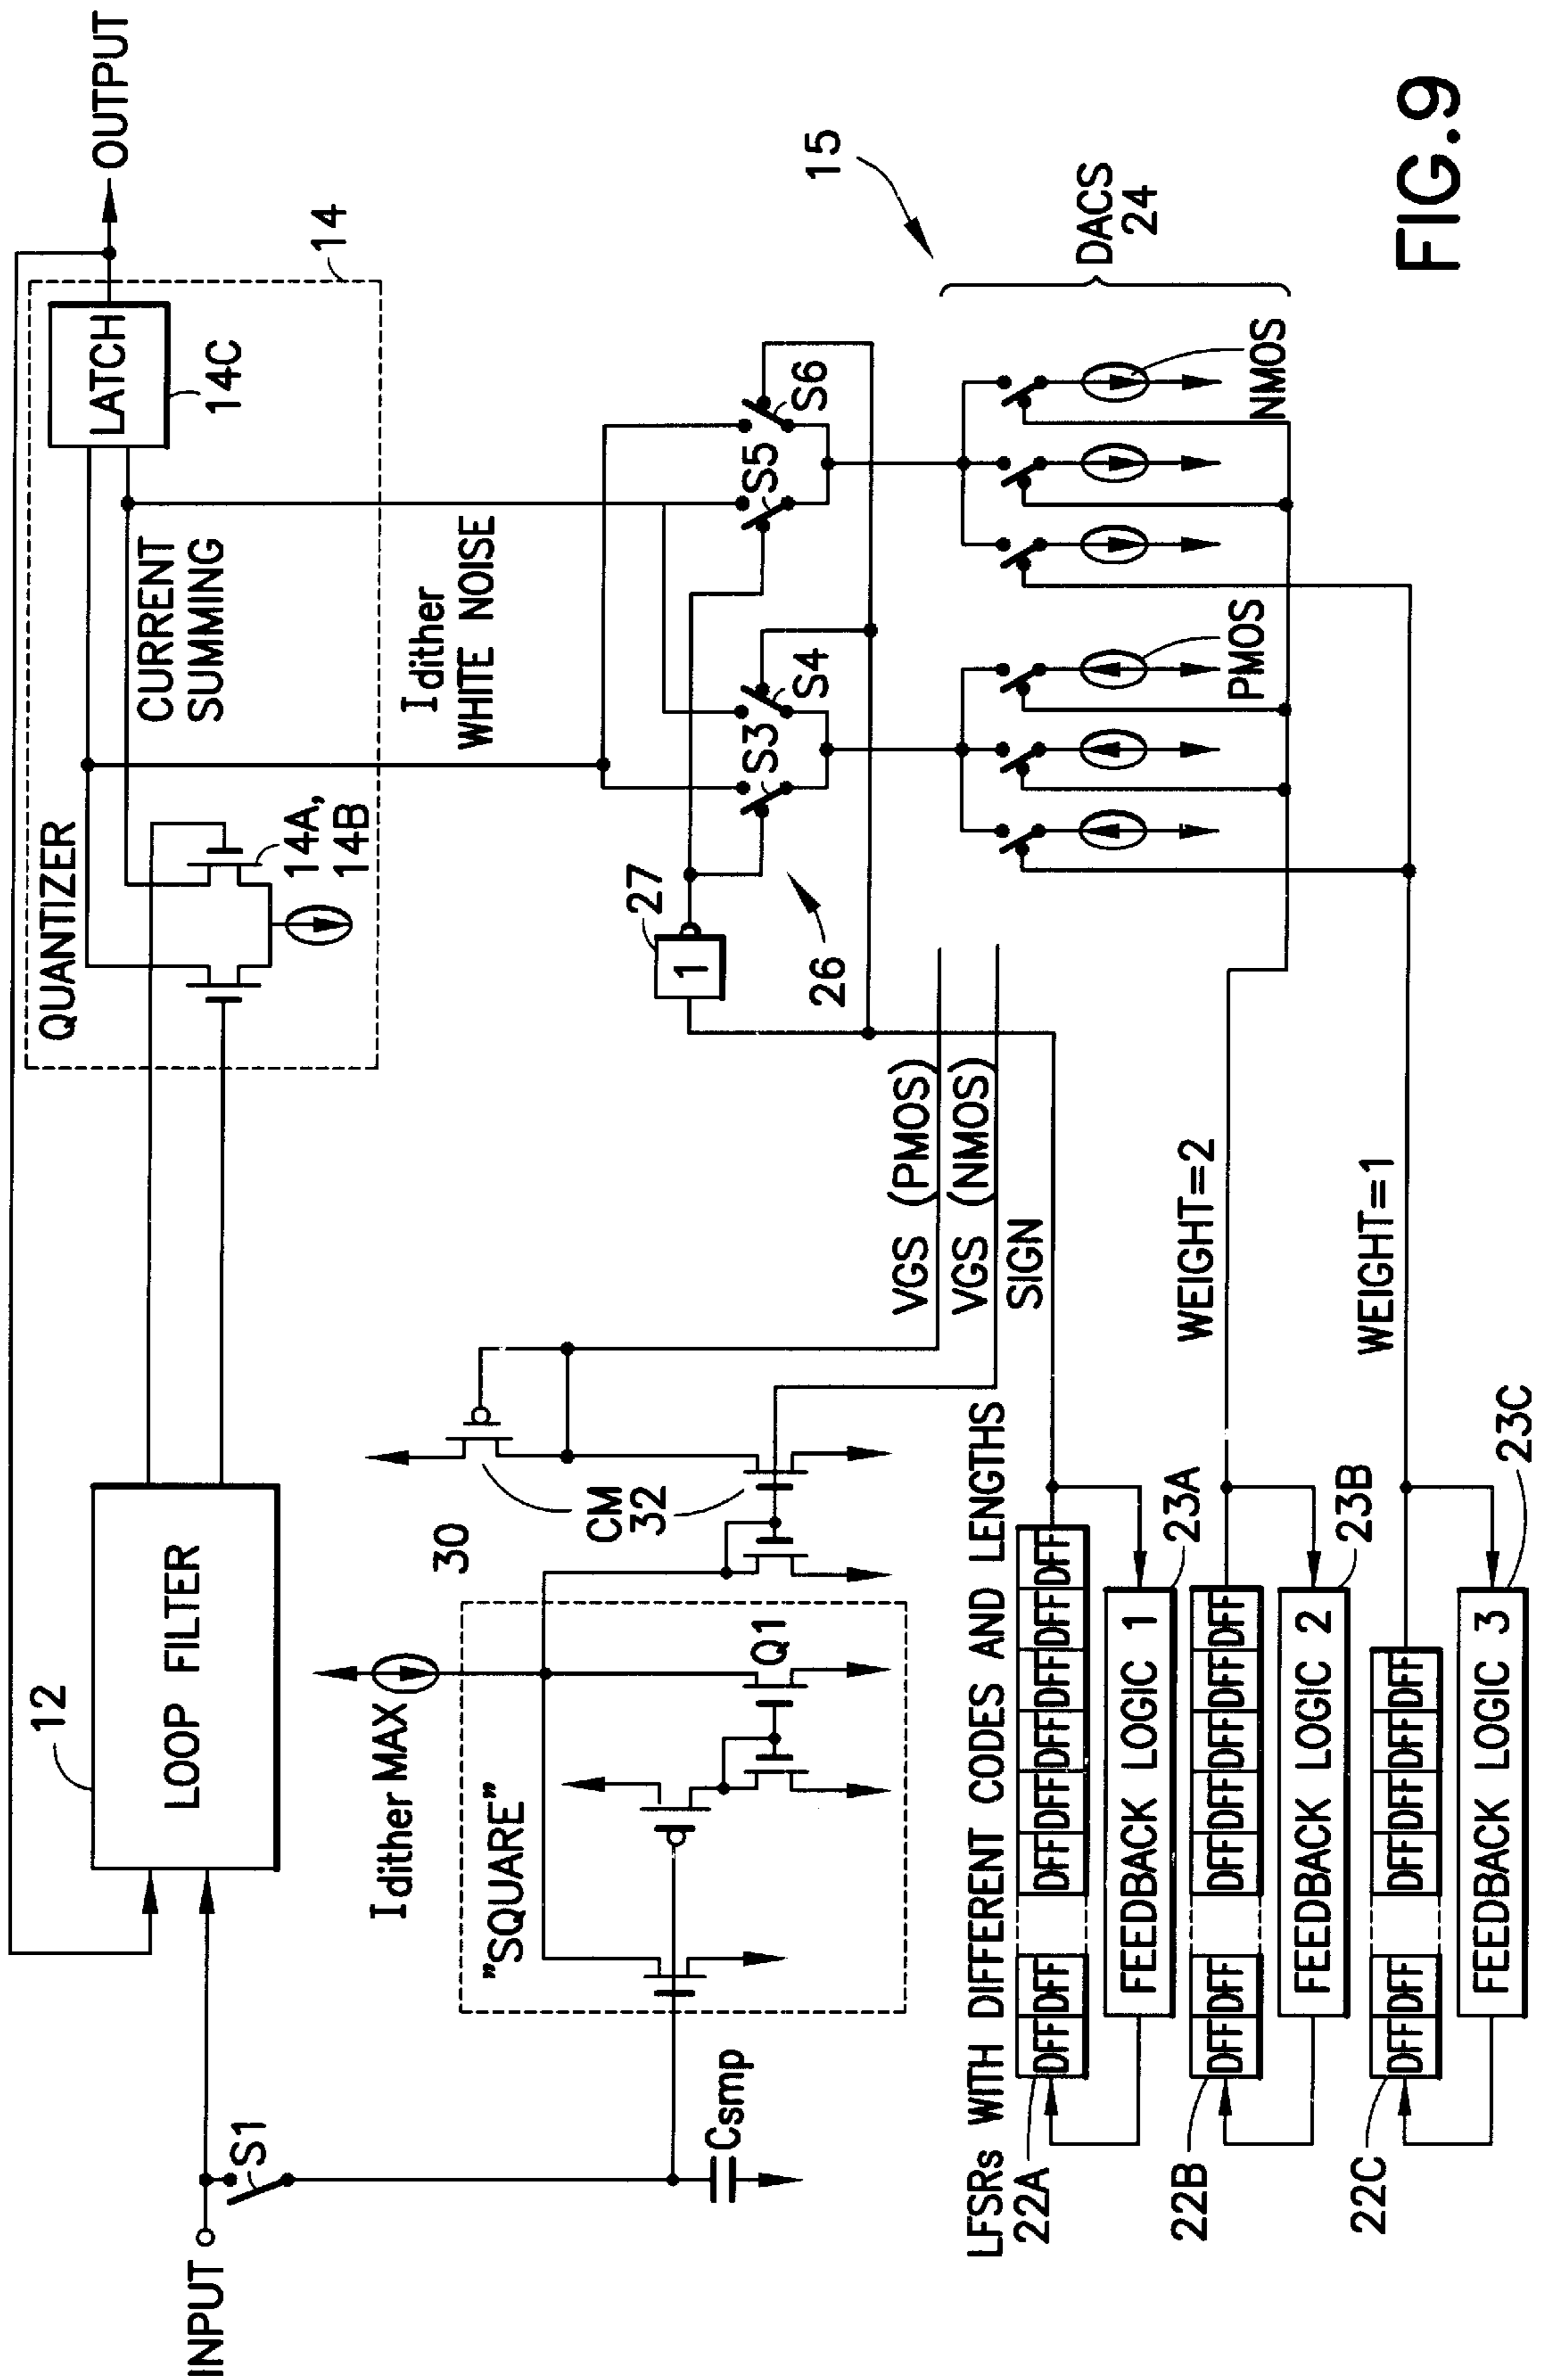 INPUT
S1
Csmp
12
LOOP FILTER
OUTPUT
QUANTIZER
14
LATCH
14C
CURRENT
SUMMING
14A,
14B
I dither
WHITE NOISE
I dither MAX
"SQUARE"
Q1
30
CM
32
VGS (PMOS)
VGS (NMOS)
SIGN
27
1
26
S3
S4
S5
S6
15
DACS
24
PMOS
NMOS
WEIGHT=2
WEIGHT=1
LFSRs WITH DIFFERENT CODES AND LENGTHS
22A
DFF DFF DFF DFF DFF DFF DFF DFF
FEEDBACK LOGIC 1
23A
22B
DFF DFF DFF DFF DFF DFF DFF
FEEDBACK LOGIC 2
23B
22C
DFF DFF DFF DFF DFF DFF
FEEDBACK LOGIC 3
23C
FIG.9